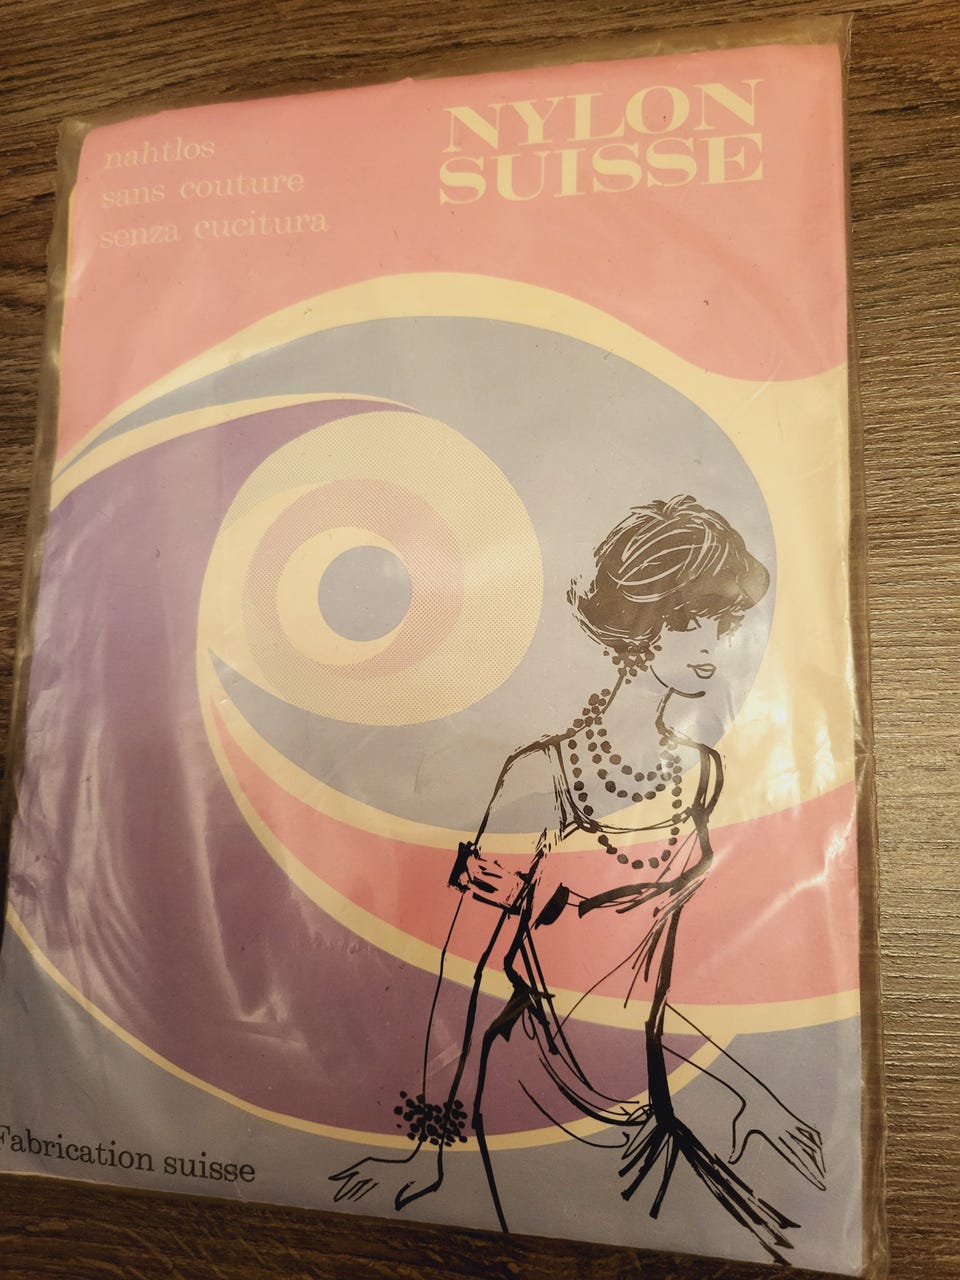 nahtlos
sans couture
senza cucitura
NYLON
SUISSE
Fabrication suisse